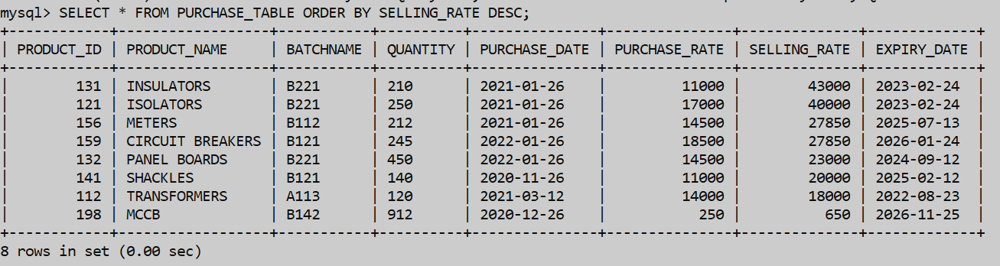 mysql> SELECT * FROM PURCHASE_TABLE ORDER BY SELLING_RATE DESC;
+------------+------------------+-----------+----------+---------------+---------------+--------------+-------------+
| PRODUCT_ID | PRODUCT_NAME     | BATCHNAME | QUANTITY | PURCHASE_DATE | PURCHASE_RATE | SELLING_RATE | EXPIRY_DATE |
+------------+------------------+-----------+----------+---------------+---------------+--------------+-------------+
|        131 | INSULATORS       | B221      | 210      | 2021-01-26    |         11000 |        43000 | 2023-02-24  |
|        121 | ISOLATORS        | B221      | 250      | 2021-01-26    |         17000 |        40000 | 2023-02-24  |
|        156 | METERS           | B112      | 212      | 2021-01-26    |         14500 |        27850 | 2025-07-13  |
|        159 | CIRCUIT BREAKERS | B121      | 245      | 2022-01-26    |         18500 |        27850 | 2026-01-24  |
|        132 | PANEL BOARDS     | B221      | 450      | 2022-01-26    |         14500 |        23000 | 2024-09-12  |
|        141 | SHACKLES         | B121      | 140      | 2020-11-26    |         11000 |        20000 | 2025-02-12  |
|        112 | TRANSFORMERS     | A113      | 120      | 2021-03-12    |         14000 |        18000 | 2022-08-23  |
|        198 | MCCB             | B142      | 912      | 2020-12-26    |           250 |          650 | 2026-11-25  |
+------------+------------------+-----------+----------+---------------+---------------+--------------+-------------+
8 rows in set (0.00 sec)